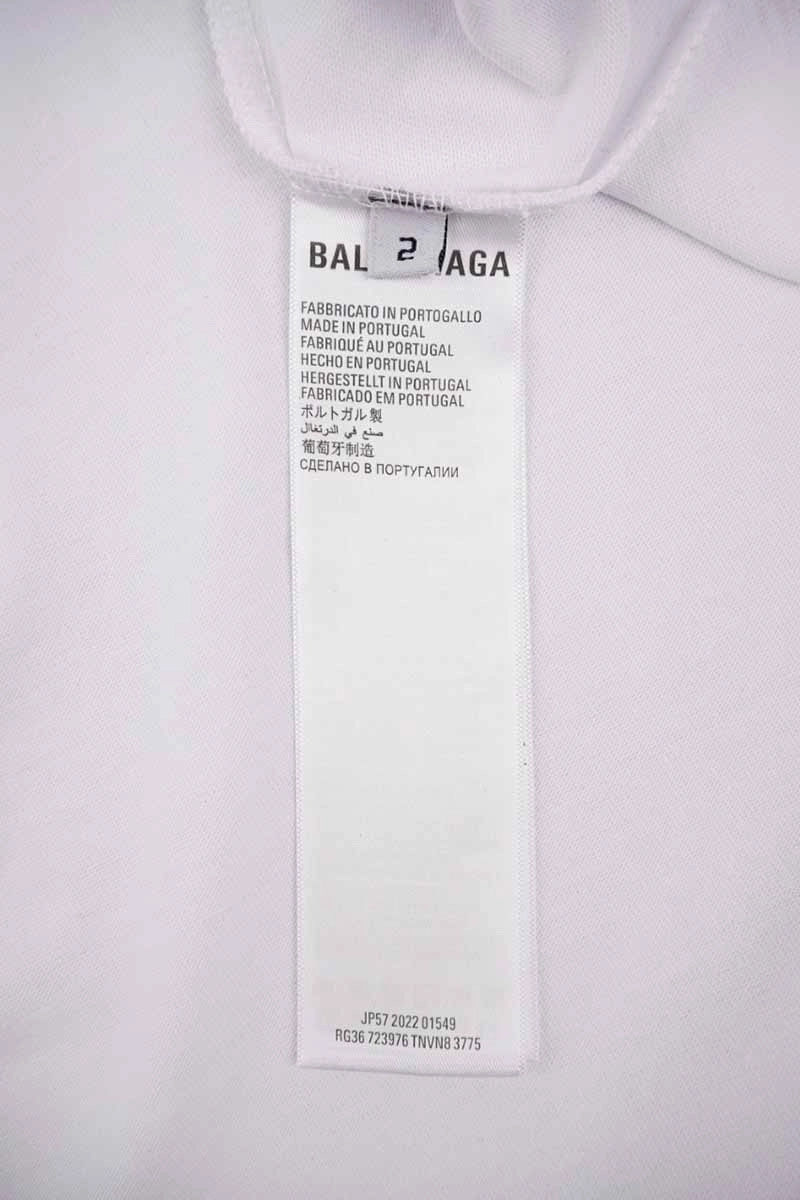 2
BAL AGA
FABBRICATO IN PORTOGALLO
MADE IN PORTUGAL
FABRIQUÉ AU PORTUGAL
HECHO EN PORTUGAL
HERGESTELLT IN PORTUGAL
FABRICADO EM PORTUGAL
ポルトガル製
صنع في الدرتغال
葡萄牙制造
СДЕЛАНО В ПОРТУГАЛИИ
JP57 2022 01549
RG36 723976 TNVN8 3775